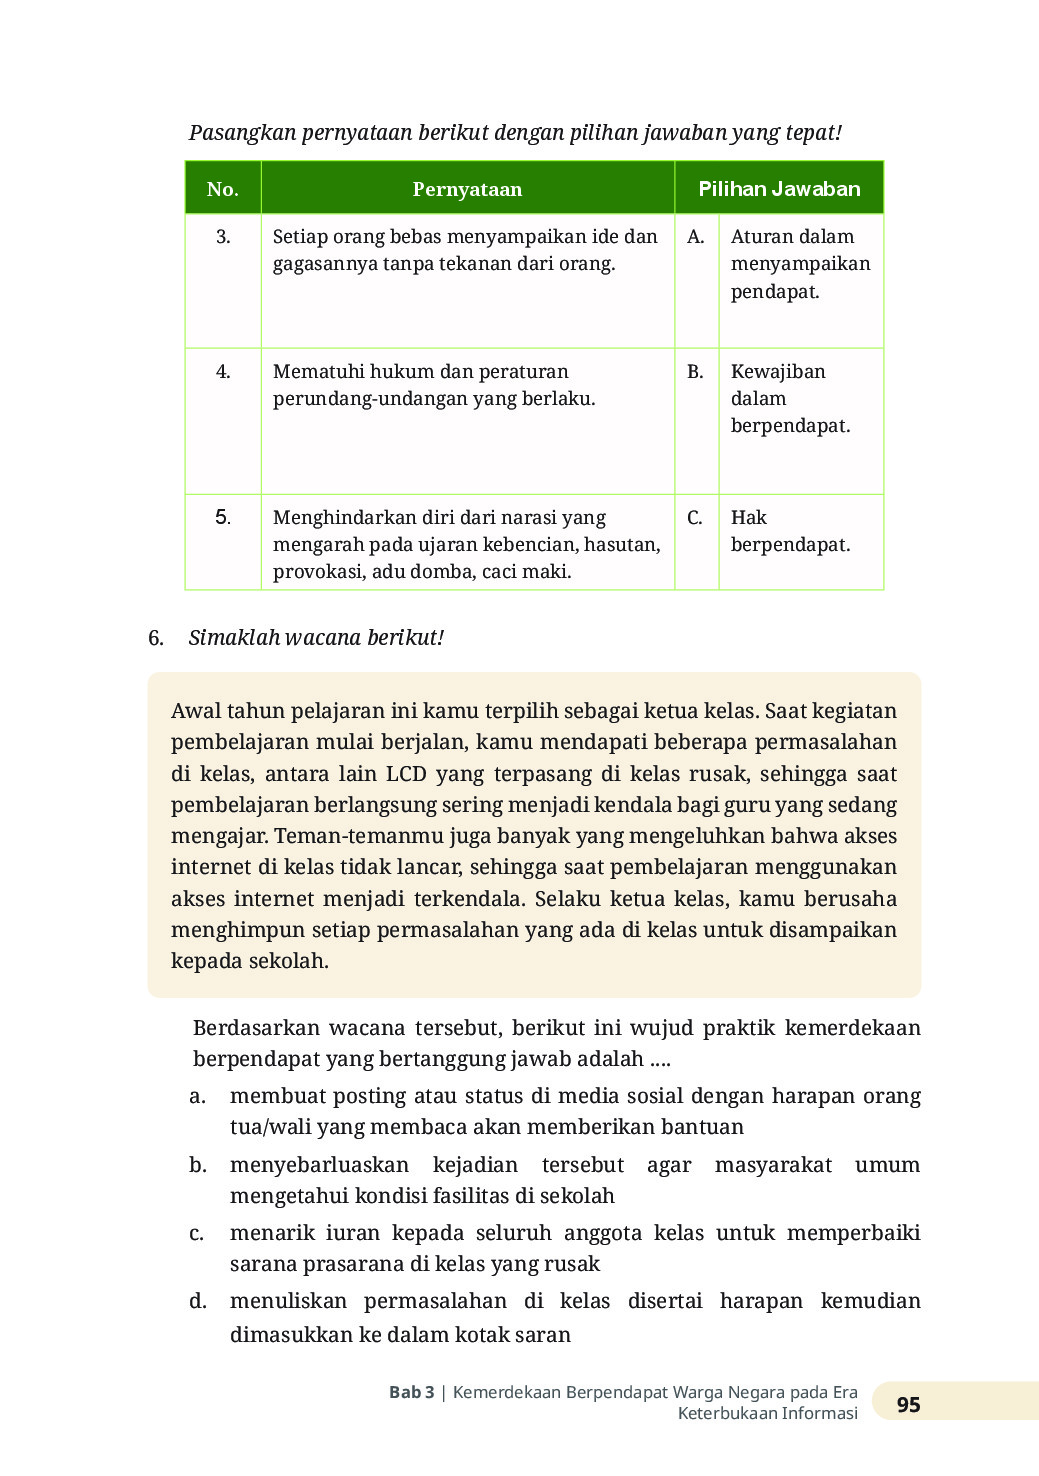 Pasangkan pernyataan berikut dengan pilihan jawaban yang tepat!
No. Pernyataan Pilihan Jawaban
3. Setiap orang bebas menyampaikan ide dan A. Aturan dalam
gagasannya tanpa tekanan dari orang. menyampaikan
pendapat.
4. Mematuhi hukum dan peraturan B. Kewajiban
perundang-undangan yang berlaku. dalam
berpendapat.
5. Menghindarkan diri dari narasi yang C. Hak
mengarah pada ujaran kebencian, hasutan, berpendapat.
provokasi, adu domba, caci maki.
6. Simaklah wacana berikut!
Awal tahun pelajaran ini kamu terpilih sebagai ketua kelas. Saat kegiatan
pembelajaran mulai berjalan, kamu mendapati beberapa permasalahan
di kelas, antara lain LCD yang terpasang di kelas rusak, sehingga saat
pembelajaran berlangsung sering menjadi kendala bagi guru yang sedang
mengajar. Teman-temanmu juga banyak yang mengeluhkan bahwa akses
internet di kelas tidak lancar, sehingga saat pembelajaran menggunakan
akses internet menjadi terkendala. Selaku ketua kelas, kamu berusaha
menghimpun setiap permasalahan yang ada di kelas untuk disampaikan
kepada sekolah.
Berdasarkan wacana tersebut, berikut ini wujud praktik kemerdekaan
berpendapat yang bertanggung jawab adalah ....
a. membuat posting atau status di media sosial dengan harapan orang
tua/wali yang membaca akan memberikan bantuan
b. menyebarluaskan kejadian tersebut agar masyarakat umum
mengetahui kondisi fasilitas di sekolah
c. menarik iuran kepada seluruh anggota kelas untuk memperbaiki
sarana prasarana di kelas yang rusak
d. menuliskan permasalahan di kelas disertai harapan kemudian
dimasukkan ke dalam kotak saran
Bab 3 | Kemerdekaan Berpendapat Warga Negara pada Era
Keterbukaan Informasi
95